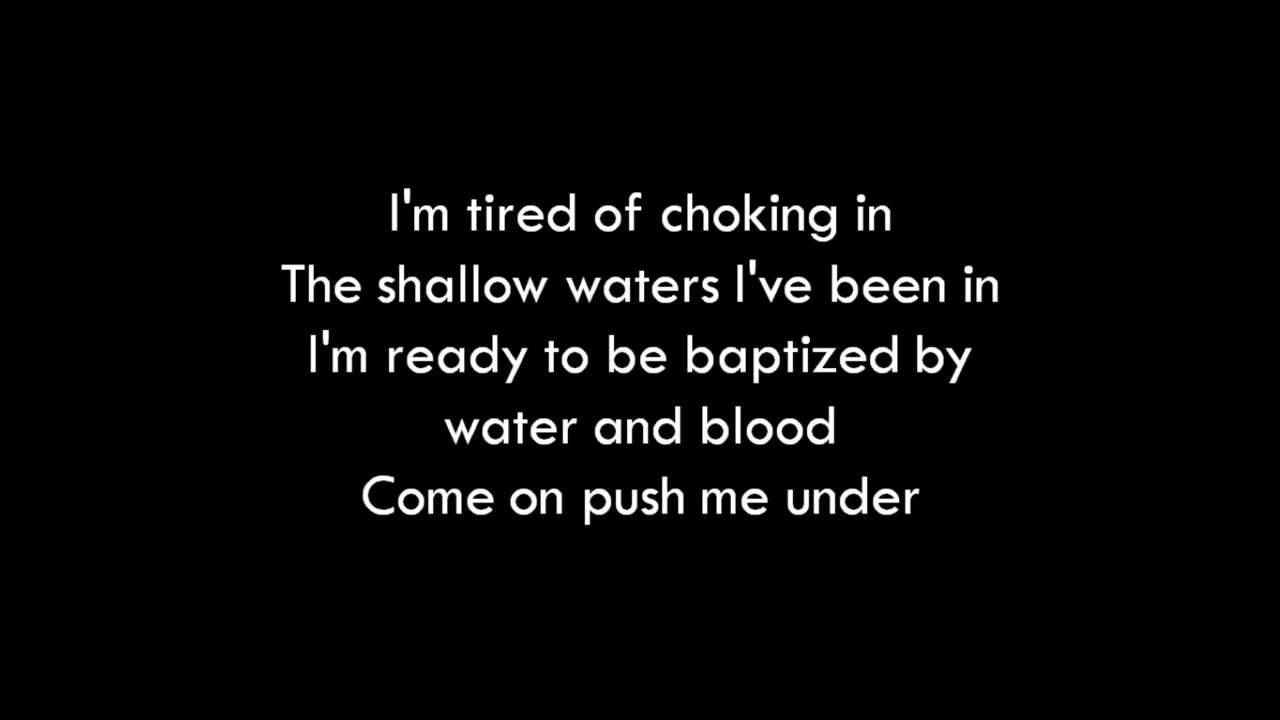 I'm tired of choking in
The shallow waters I've been in
I'm ready to be baptized by
water and blood
Come on push me under